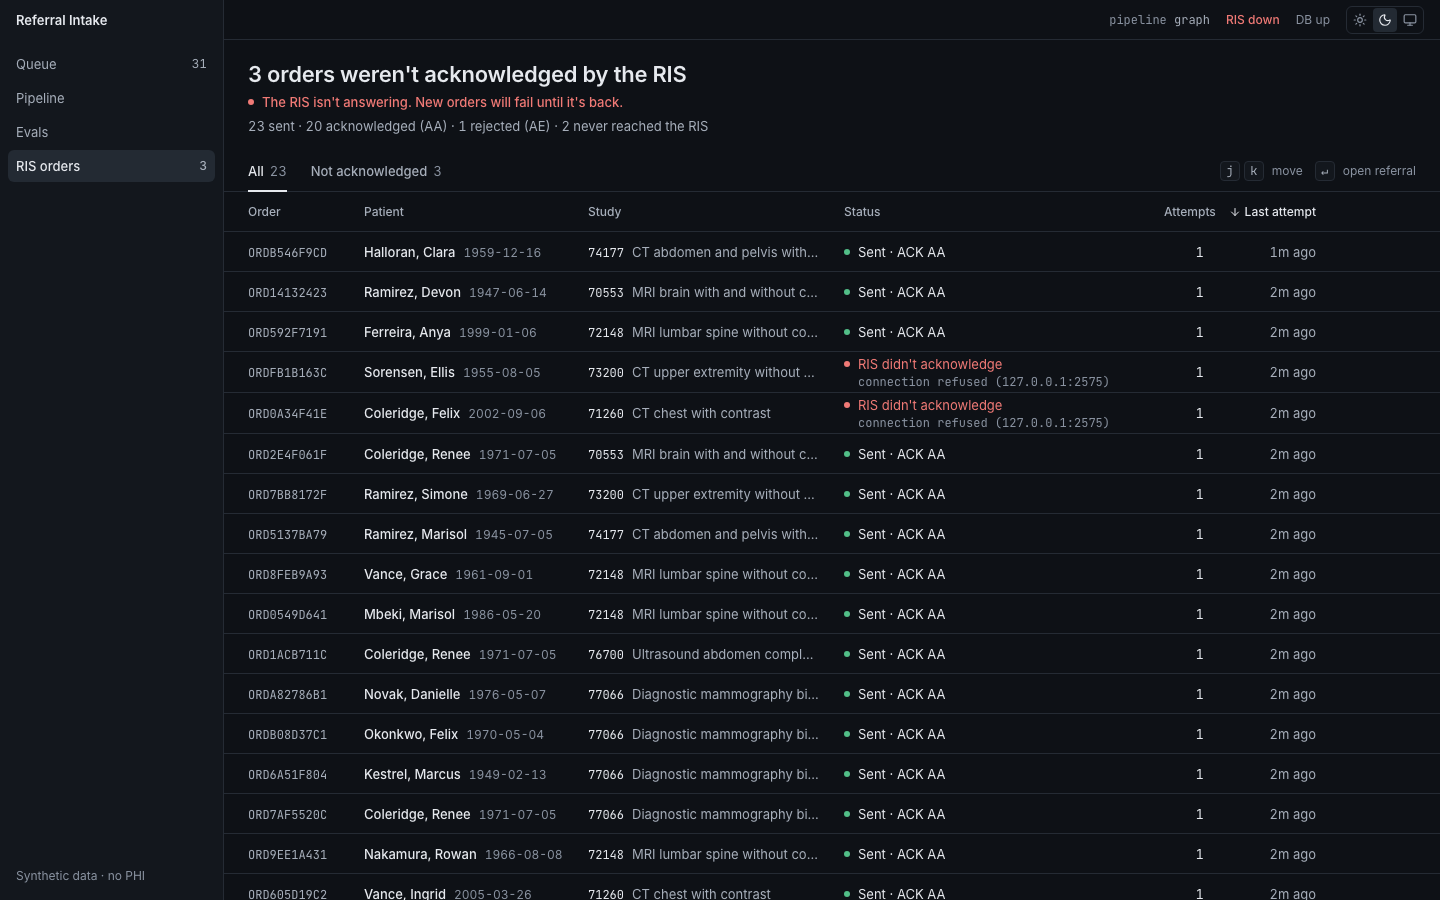 Referral Intake
pipeline graph RIS down DB up
Queue 31
Pipeline
Evals
RIS orders 3
3 orders weren't acknowledged by the RIS
The RIS isn't answering. New orders will fail until it's back.
23 sent · 20 acknowledged (AA) · 1 rejected (AE) · 2 never reached the RIS
All 23 Not acknowledged 3 j k move ↵ open referral
Order Patient Study Status Attempts ↓ Last attempt
ORDB546F9CD Halloran, Clara 1959-12-16 74177 CT abdomen and pelvis with... Sent · ACK AA 1 1m ago
ORD14132423 Ramirez, Devon 1947-06-14 70553 MRI brain with and without c... Sent · ACK AA 1 2m ago
ORD592F7191 Ferreira, Anya 1999-01-06 72148 MRI lumbar spine without co... Sent · ACK AA 1 2m ago
ORDFB1B163C Sorensen, Ellis 1955-08-05 73200 CT upper extremity without ... RIS didn't acknowledge 1 2m ago
connection refused (127.0.0.1:2575)
ORD0A34F41E Coleridge, Felix 2002-09-06 71260 CT chest with contrast RIS didn't acknowledge 1 2m ago
connection refused (127.0.0.1:2575)
ORD2E4F061F Coleridge, Renee 1971-07-05 70553 MRI brain with and without c... Sent · ACK AA 1 2m ago
ORD7BB8172F Ramirez, Simone 1969-06-27 73200 CT upper extremity without ... Sent · ACK AA 1 2m ago
ORD5137BA79 Ramirez, Marisol 1945-07-05 74177 CT abdomen and pelvis with... Sent · ACK AA 1 2m ago
ORD8FEB9A93 Vance, Grace 1961-09-01 72148 MRI lumbar spine without co... Sent · ACK AA 1 2m ago
ORD0549D641 Mbeki, Marisol 1986-05-20 72148 MRI lumbar spine without co... Sent · ACK AA 1 2m ago
ORD1ACB711C Coleridge, Renee 1971-07-05 76700 Ultrasound abdomen compl... Sent · ACK AA 1 2m ago
ORDA82786B1 Novak, Danielle 1976-05-07 77066 Diagnostic mammography bi... Sent · ACK AA 1 2m ago
ORDB08D37C1 Okonkwo, Felix 1970-05-04 77066 Diagnostic mammography bi... Sent · ACK AA 1 2m ago
ORD6A51F804 Kestrel, Marcus 1949-02-13 77066 Diagnostic mammography bi... Sent · ACK AA 1 2m ago
ORD7AF5520C Coleridge, Renee 1971-07-05 77066 Diagnostic mammography bi... Sent · ACK AA 1 2m ago
ORD9EE1A431 Nakamura, Rowan 1966-08-08 72148 MRI lumbar spine without co... Sent · ACK AA 1 2m ago
ORD605D19C2 Vance, Ingrid 2005-03-26 71260 CT chest with contrast Sent · ACK AA 1 2m ago
Synthetic data · no PHI